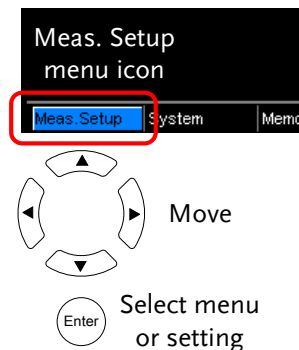 Meas. Setup
menu icon
Meas.Setup System
Move
Enter
Select menu
or setting